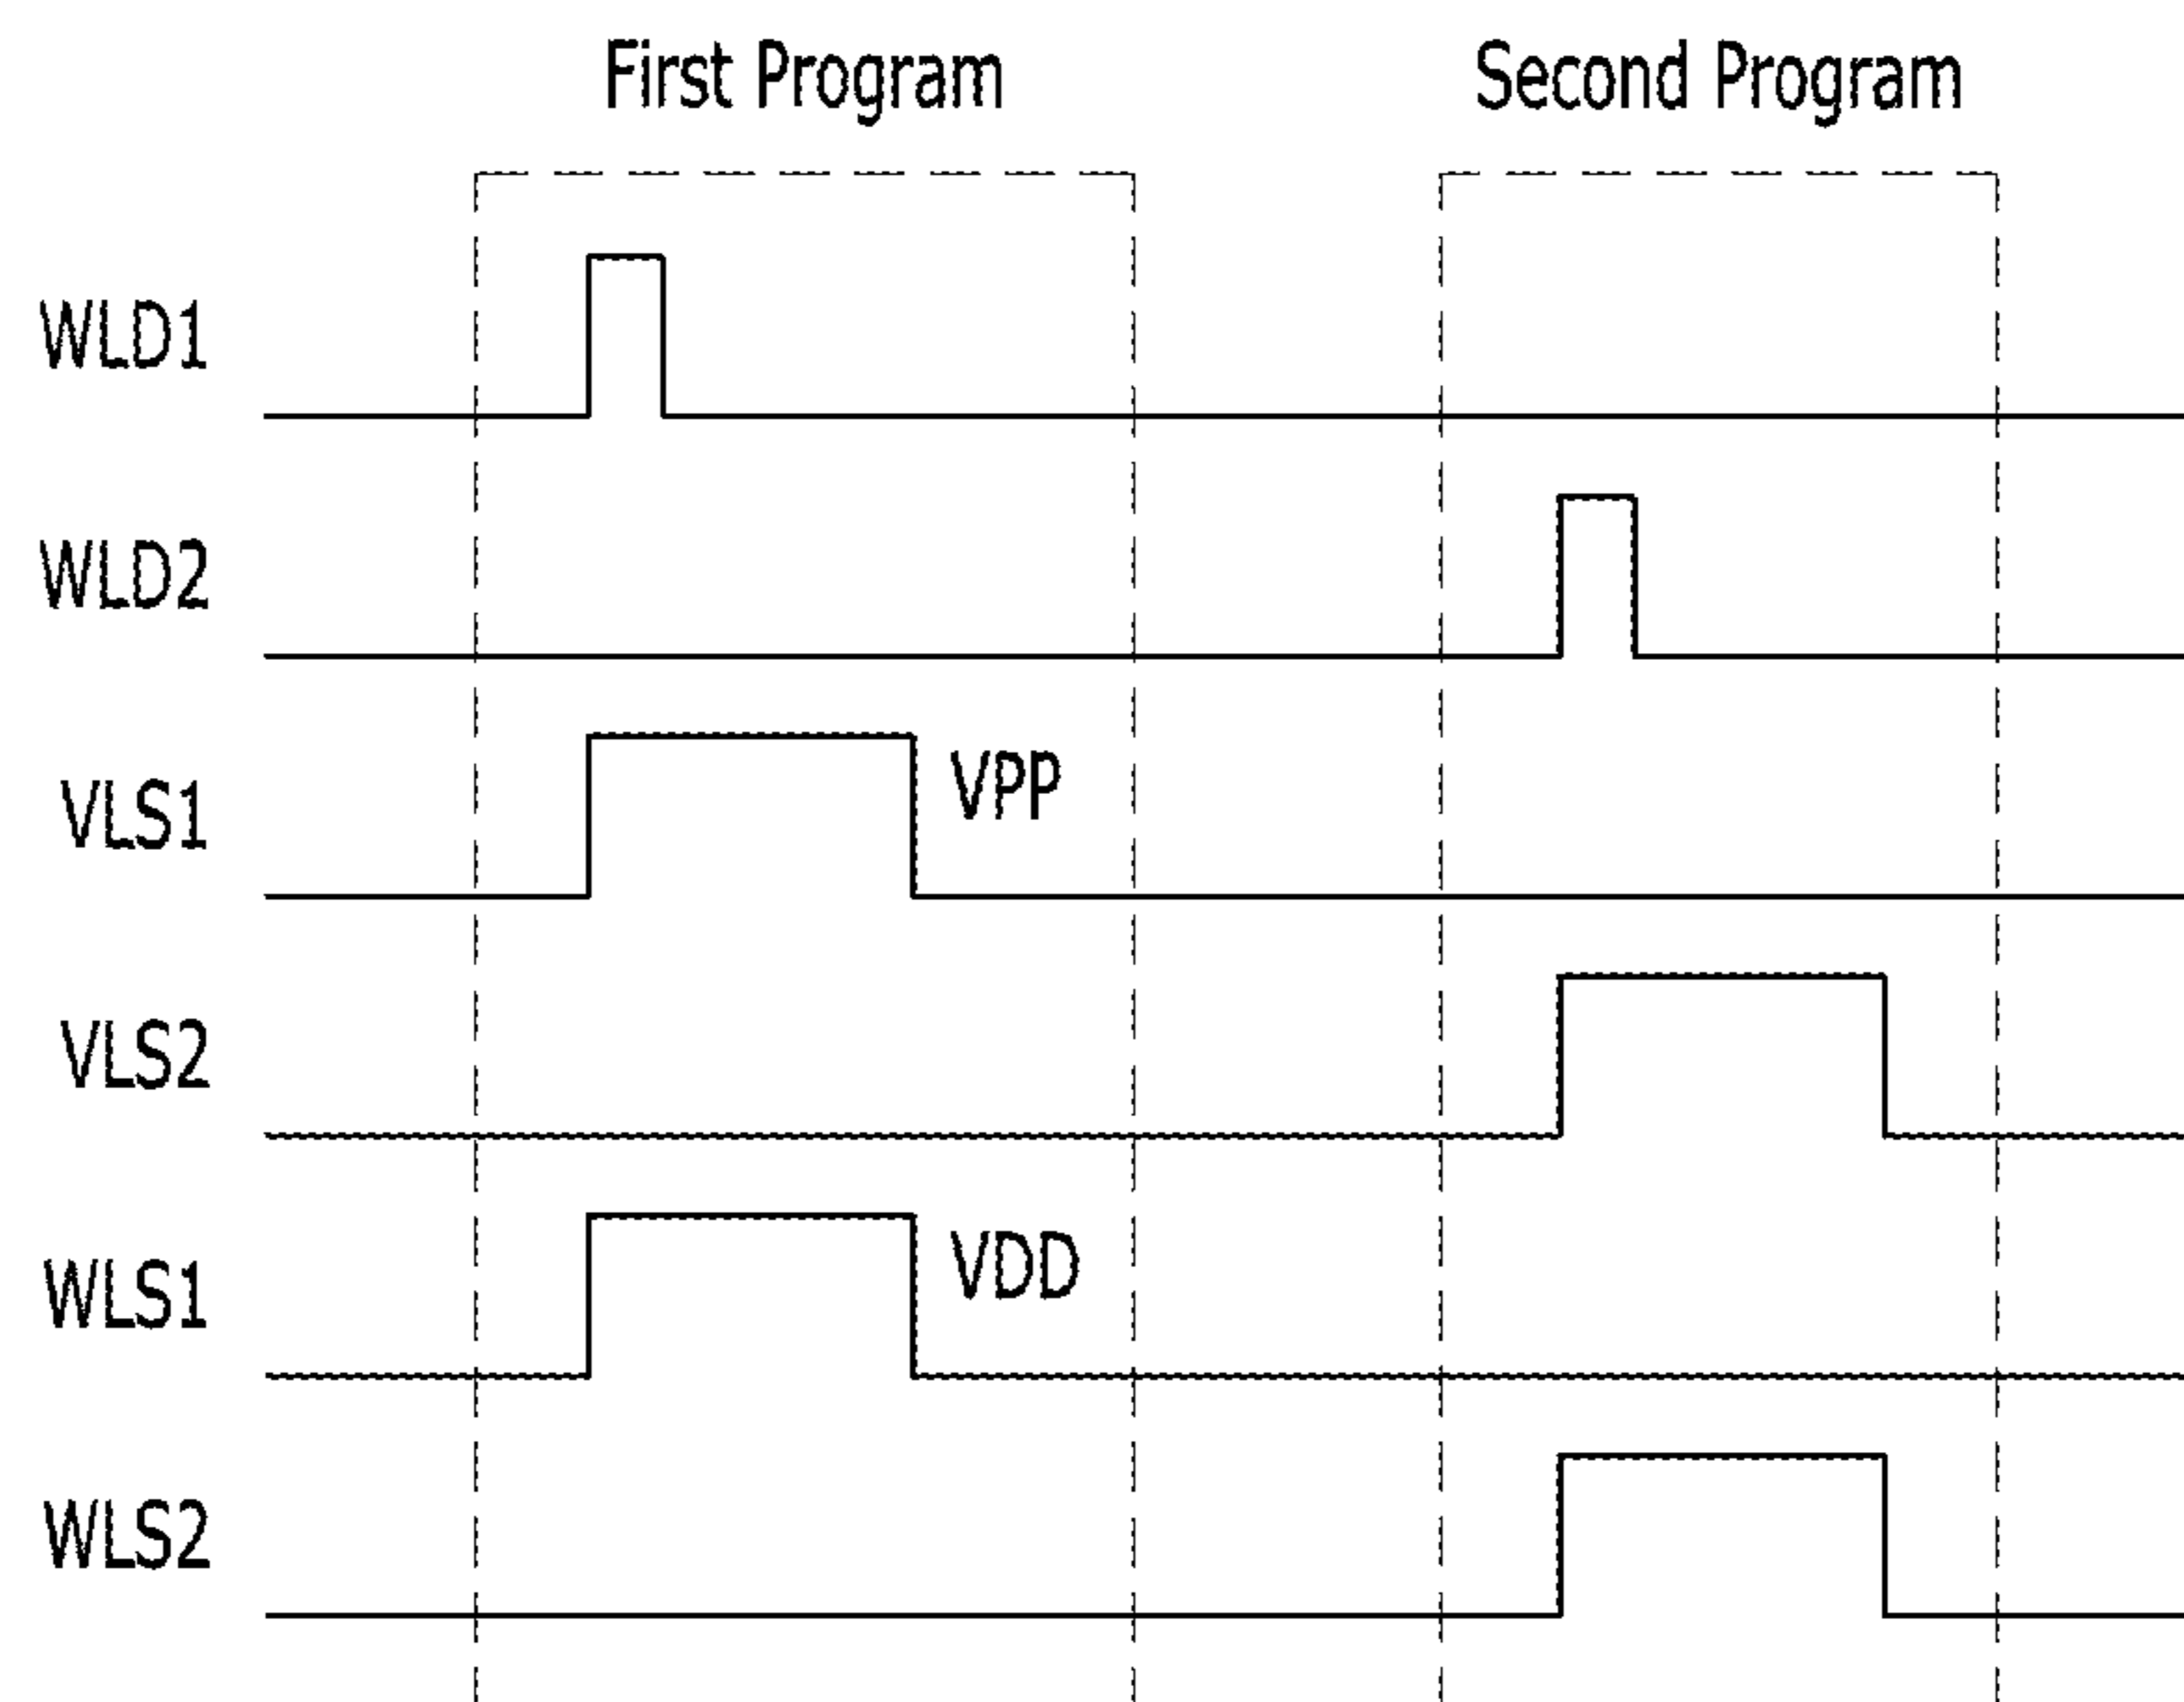 First Program Second Program
WLD1
WLD2
VLS1 VPP
VLS2
WLS1 VDD
WLS2